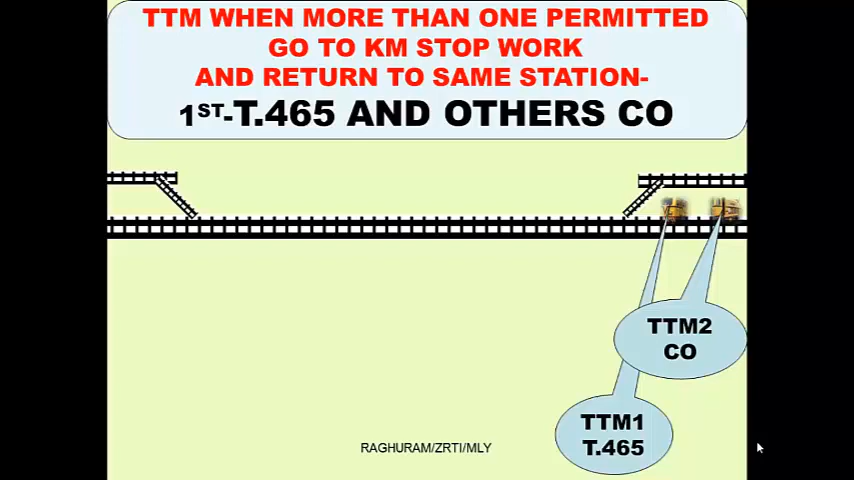 TTM WHEN MORE THAN ONE PERMITTED
GO TO KM STOP WORK
AND RETURN TO SAME STATION-
1ST-T.465 AND OTHERS CO
TTM2
CO
TTM1
T.465
RAGHURAM/ZRTI/MLY